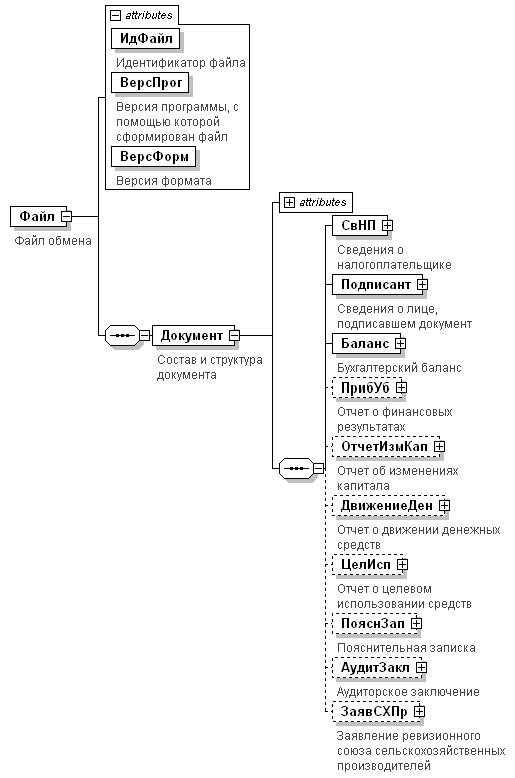 attributes
ИдФайл
Идентификатор файла
ВерсПрог
Версия программы, с
помощью которой
сформирован файл
ВерсФорм
Версия формата
Файл
Файл обмена
Документ
Состав и структура
документа
attributes
СвНП
Сведения о
налогоплательщике
Подписант
Сведения о лице,
подписавшем документ
Баланс
Бухгалтерский баланс
ПрибУб
Отчет о финансовых
результатах
ОтчетИзмКап
Отчет об изменениях
капитала
ДвижениеДен
Отчет о движении денежных
средств
ЦелИсп
Отчет о целевом
использовании средств
ПояснЗап
Пояснительная записка
АудитЗакл
Аудиторское заключение
ЗаявСХПр
Заявление ревизионного
союза сельскохозяйственных
производителей